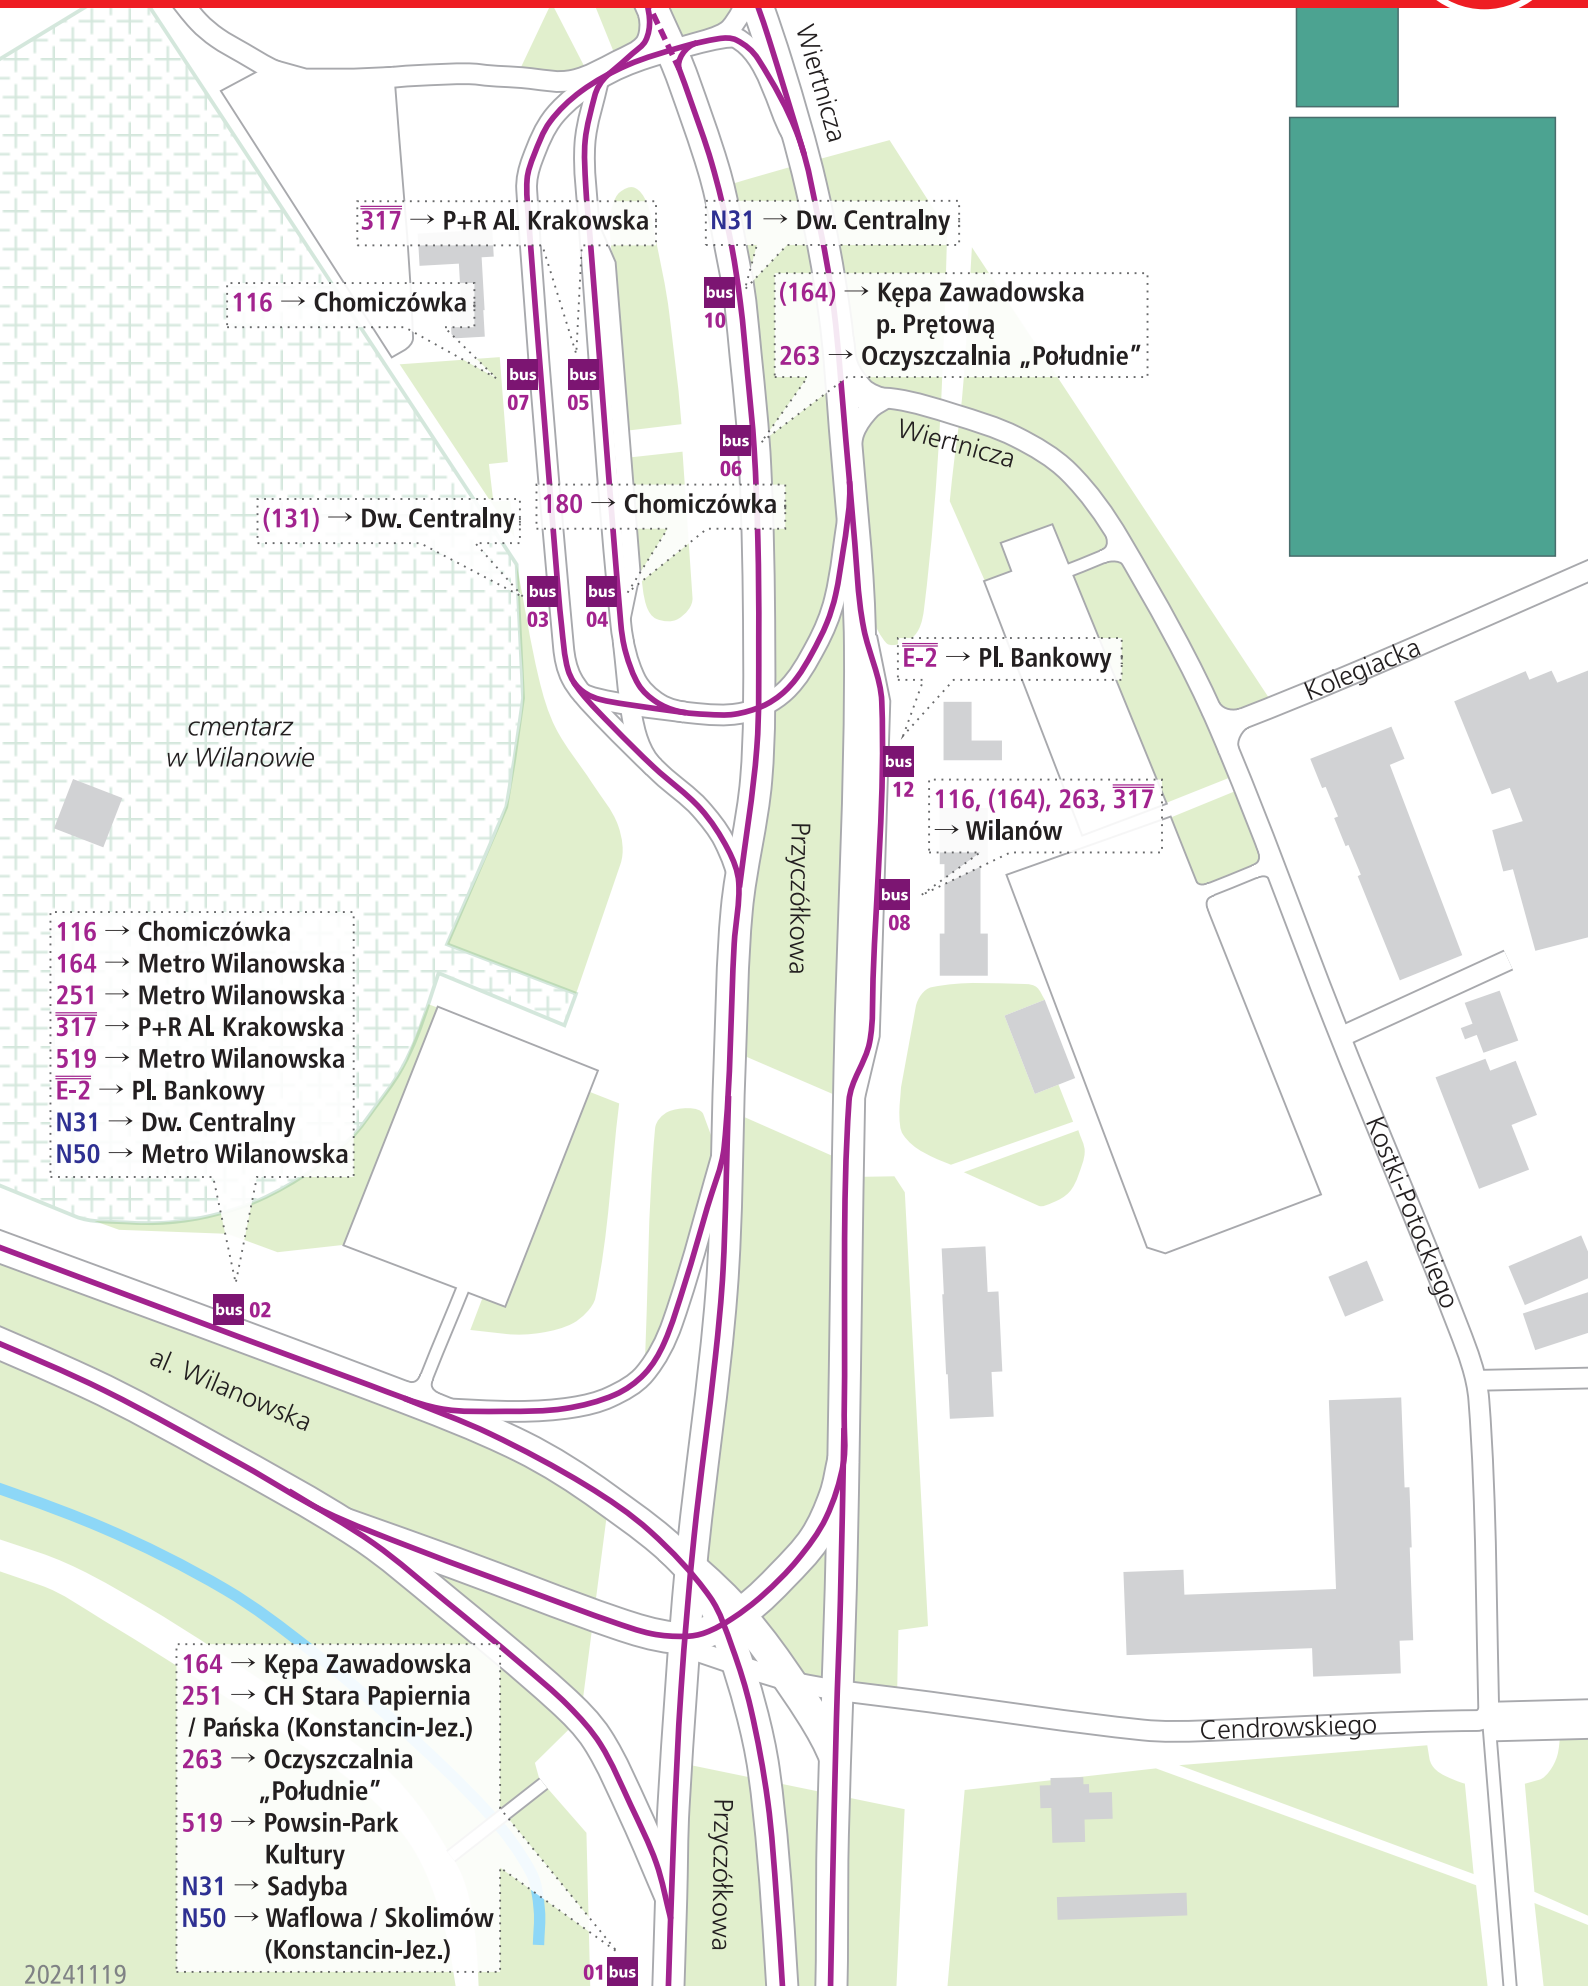 Wiertnicza
317 → P+R Al. Krakowska
N31 → Dw. Centralny
116 → Chomiczówka
bus
10
(164) → Kępa Zawadowska
p. Prętową
263 → Oczyszczalnia „Południe”
bus
07
bus
05
bus
06
Wiertnicza
(131) → Dw. Centralny
180 → Chomiczówka
bus
03
bus
04
E-2 → Pl. Bankowy
Kolegiacka
cmentarz
w Wilanowie
bus
12
116, (164), 263, 317
→ Wilanów
Przyczółkowa
bus
08
116 → Chomiczówka
164 → Metro Wilanowska
251 → Metro Wilanowska
317 → P+R Al. Krakowska
519 → Metro Wilanowska
E-2 → Pl. Bankowy
N31 → Dw. Centralny
N50 → Metro Wilanowska
Kostki-Potockiego
bus 02
al. Wilanowska
164 → Kępa Zawadowska
251 → CH Stara Papiernia
/ Pańska (Konstancin-Jez.)
263 → Oczyszczalnia
„Południe”
519 → Powsin-Park
Kultury
N31 → Sadyba
N50 → Waflowa / Skolimów
(Konstancin-Jez.)
Cendrowskiego
Przyczółkowa
01 bus
20241119